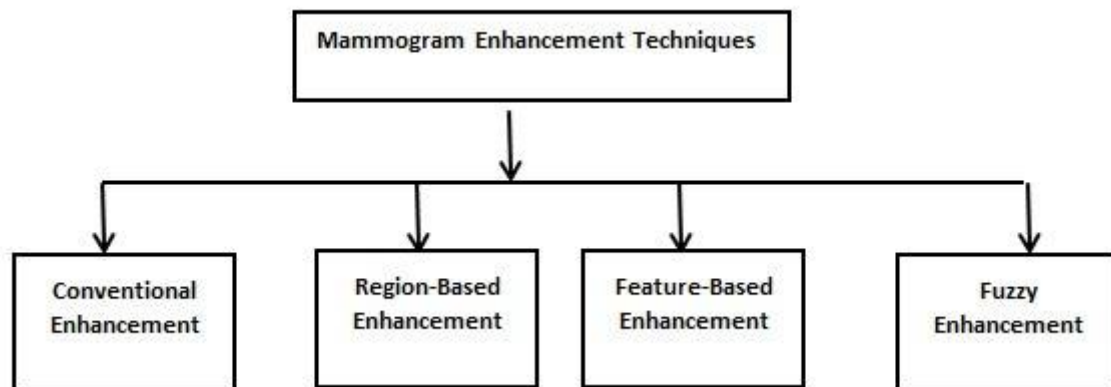 Mammogram Enhancement Techniques
Conventional
Enhancement
Region-Based
Enhancement
Feature-Based
Enhancement
Fuzzy
Enhancement